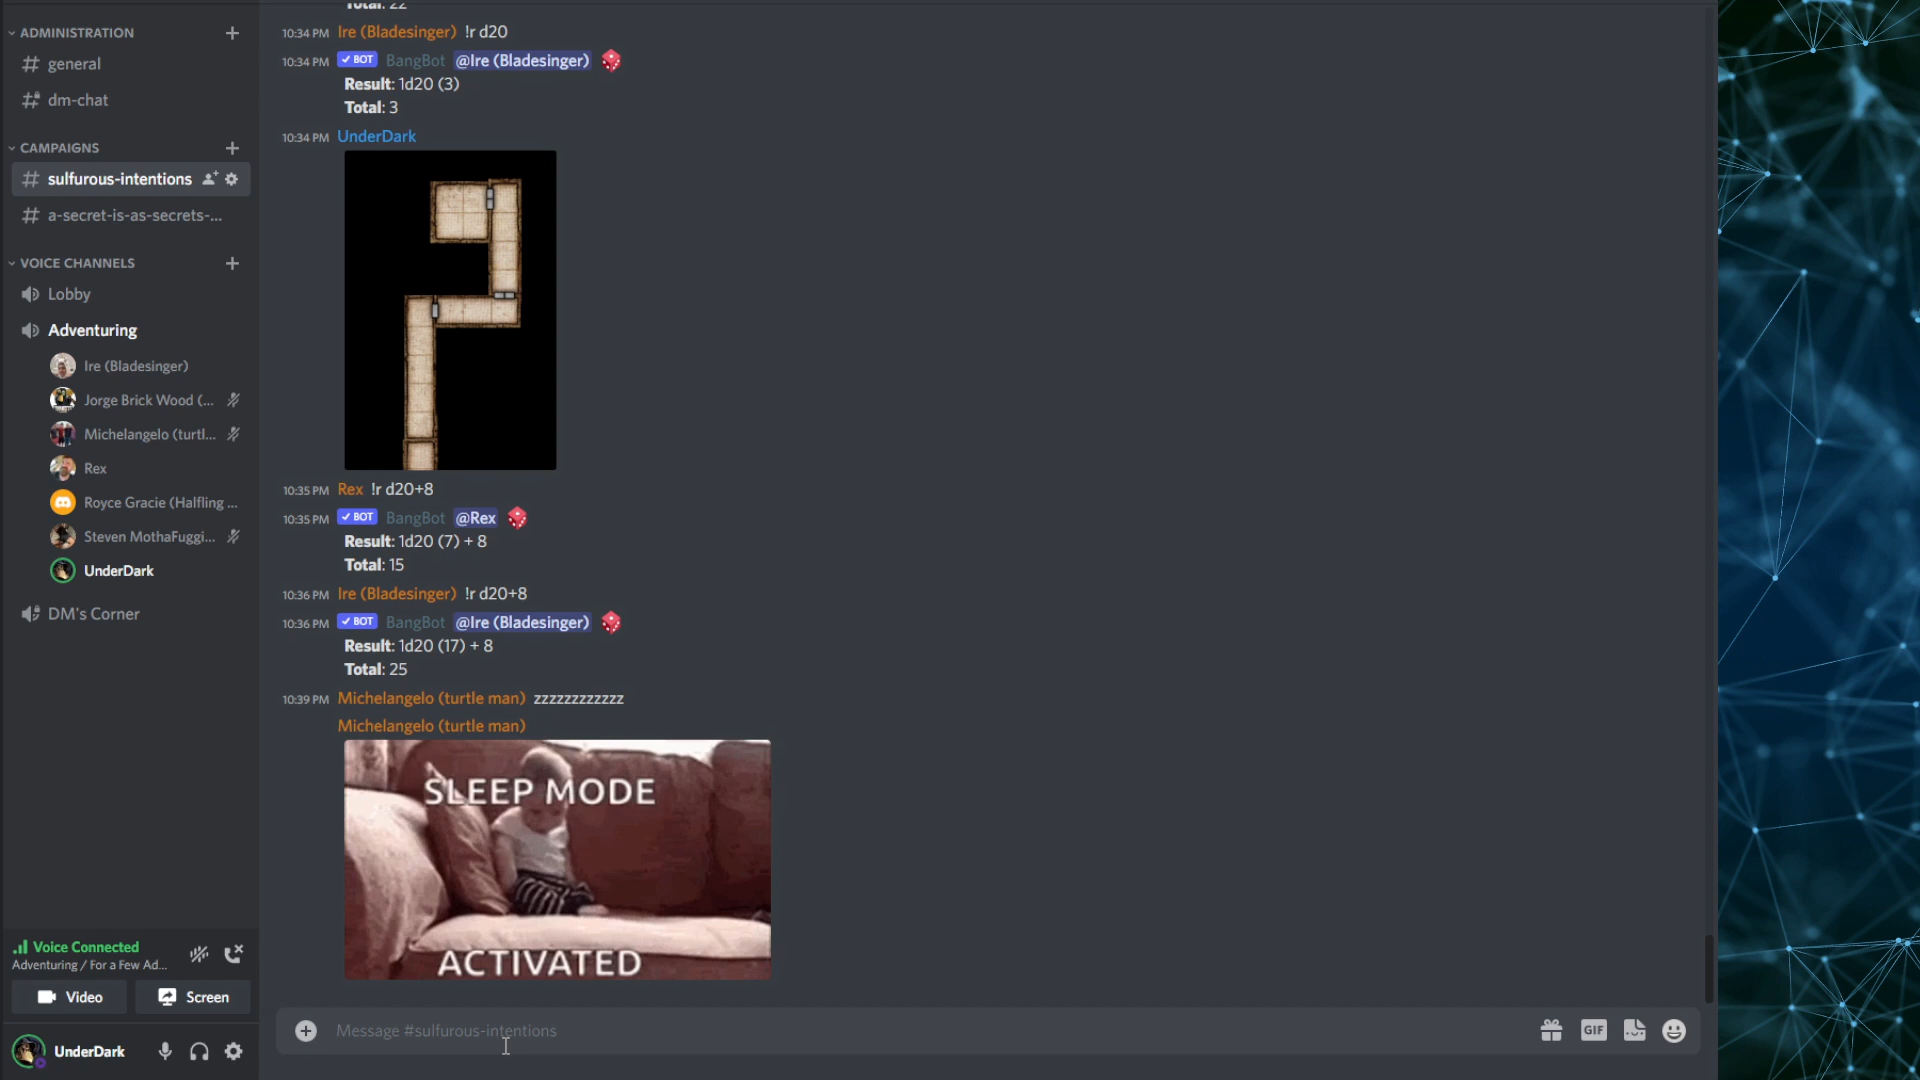 ADMINISTRATION
general
dm-chat
CAMPAIGNS
sulfurous-intentions
a-secret-is-as-secrets-...
VOICE CHANNELS
Lobby
Adventuring
Ire (Bladesinger)
Jorge Brick Wood (...
Michelangelo (turtl...
Rex
Royce Gracie (Halfling ...
Steven MothaFuggi...
UnderDark
DM's Corner
Voice Connected
Adventuring / For a Few Ad...
Video
Screen
UnderDark
Total: 22
10:34 PM Ire (Bladesinger) !r d20
10:34 PM BOT BangBot @Ire (Bladesinger)
Result: 1d20 (3)
Total: 3
10:34 PM UnderDark
10:35 PM Rex !r d20+8
10:35 PM BOT BangBot @Rex
Result: 1d20 (7) + 8
Total: 15
10:36 PM Ire (Bladesinger) !r d20+8
10:36 PM BOT BangBot @Ire (Bladesinger)
Result: 1d20 (17) + 8
Total: 25
10:39 PM Michelangelo (turtle man) zzzzzzzzzzzz
Michelangelo (turtle man)
SLEEP MODE
ACTIVATED
Message #sulfurous-intentions
GIF